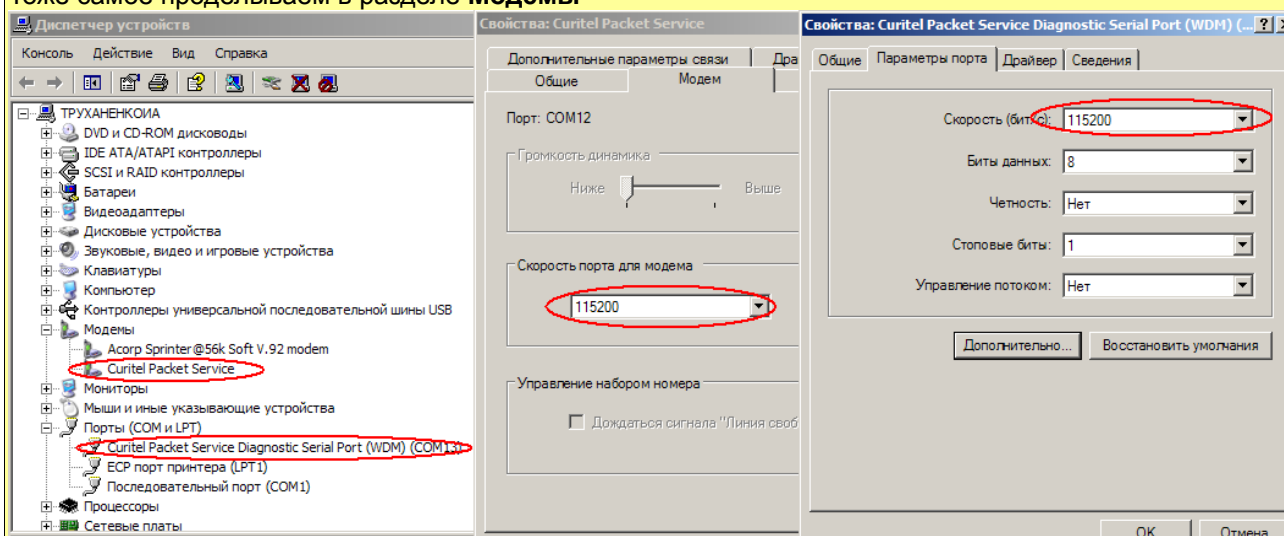 тоже самое проделываем в разделе Модемы
Диспетчер устройств
Консоль Действие Вид Справка
ТРУХАНЕНКОИА
DVD и CD-ROM дисководы
IDE ATA/ATAPI контроллеры
SCSI и RAID контроллеры
Батареи
Видеоадаптеры
Дисковые устройства
Звуковые, видео и игровые устройства
Клавиатуры
Компьютер
Контроллеры универсальной последовательной шины USB
Модемы
Acorp Sprinter@56k Soft V.92 modem
Curitel Packet Service
Мониторы
Мыши и иные указывающие устройства
Порты (COM и LPT)
Curitel Packet Service Diagnostic Serial Port (WDM) (COM13)
ECP порт принтера (LPT1)
Последовательный порт (COM1)
Процессоры
Сетевые платы
Свойства: Curitel Packet Service
Дополнительные параметры связи Дра
Общие Модем
Порт: COM12
Громкость динамика
Ниже Выше
Скорость порта для модема
115200
Управление набором номера
Дождаться сигнала "Линия своб
Свойства: Curitel Packet Service Diagnostic Serial Port (WDM) (...
Общие Параметры порта Драйвер Сведения
Скорость (бит/с): 115200
Биты данных: 8
Четность: Нет
Стоповые биты: 1
Управление потоком: Нет
Дополнительно... Восстановить умолчания
OK Отмена